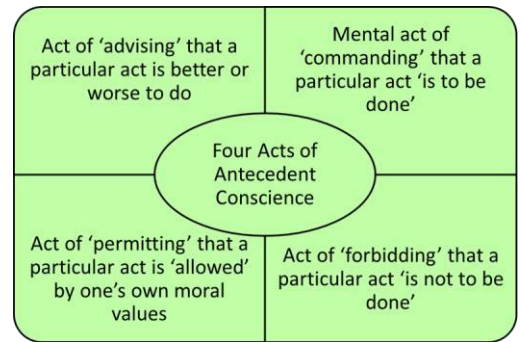 Act of ‘advising’ that a
particular act is better or
worse to do
Mental act of
‘commanding’ that a
particular act ‘is to be
done’
Four Acts of
Antecedent
Conscience
Act of ‘permitting’ that a
particular act is ‘allowed’
by one’s own moral
values
Act of ‘forbidding’ that a
particular act ‘is not to be
done’